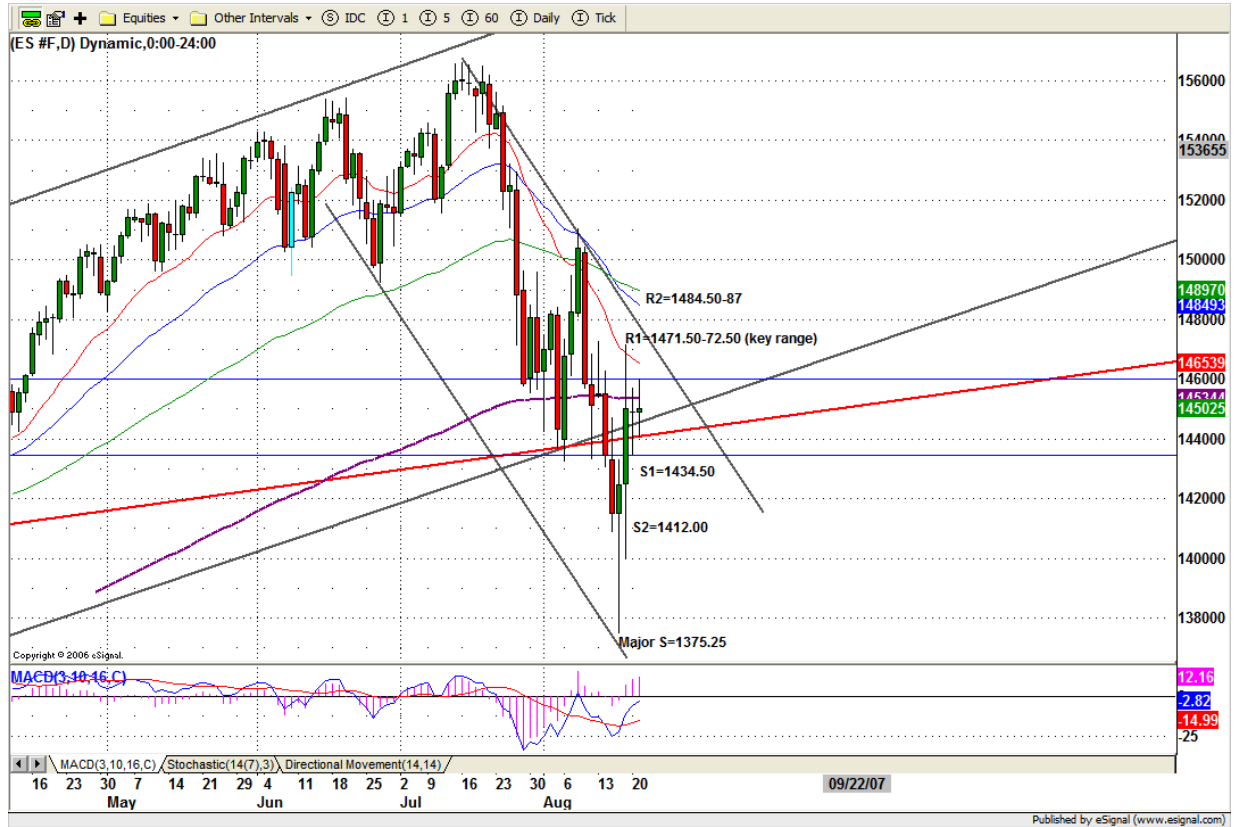 Equities Other Intervals S IDC I 1 I 5 I 60 I Daily I Tick
(ES #F,D) Dynamic,0:00-24:00
156000
154000
153655
152000
150000
148970
148493
148000
146539
146000
145344
145025
144000
142000
140000
138000
R2=1484.50-87
R1=1471.50-72.50 (key range)
S1=1434.50
S2=1412.00
Major S=1375.25
Copyright © 2006 eSignal.
MACD(3,10,16,C)
12.16
-2.82
-14.99
-25
MACD(3,10,16,C) Stochastic(14(7),3) Directional Movement(14,14)
16 23 30 7 14 21 29 4 11 18 25 2 9 16 23 30 6 13 20 09/22/07
May Jun Jul Aug
Published by eSignal (www.esignal.com)